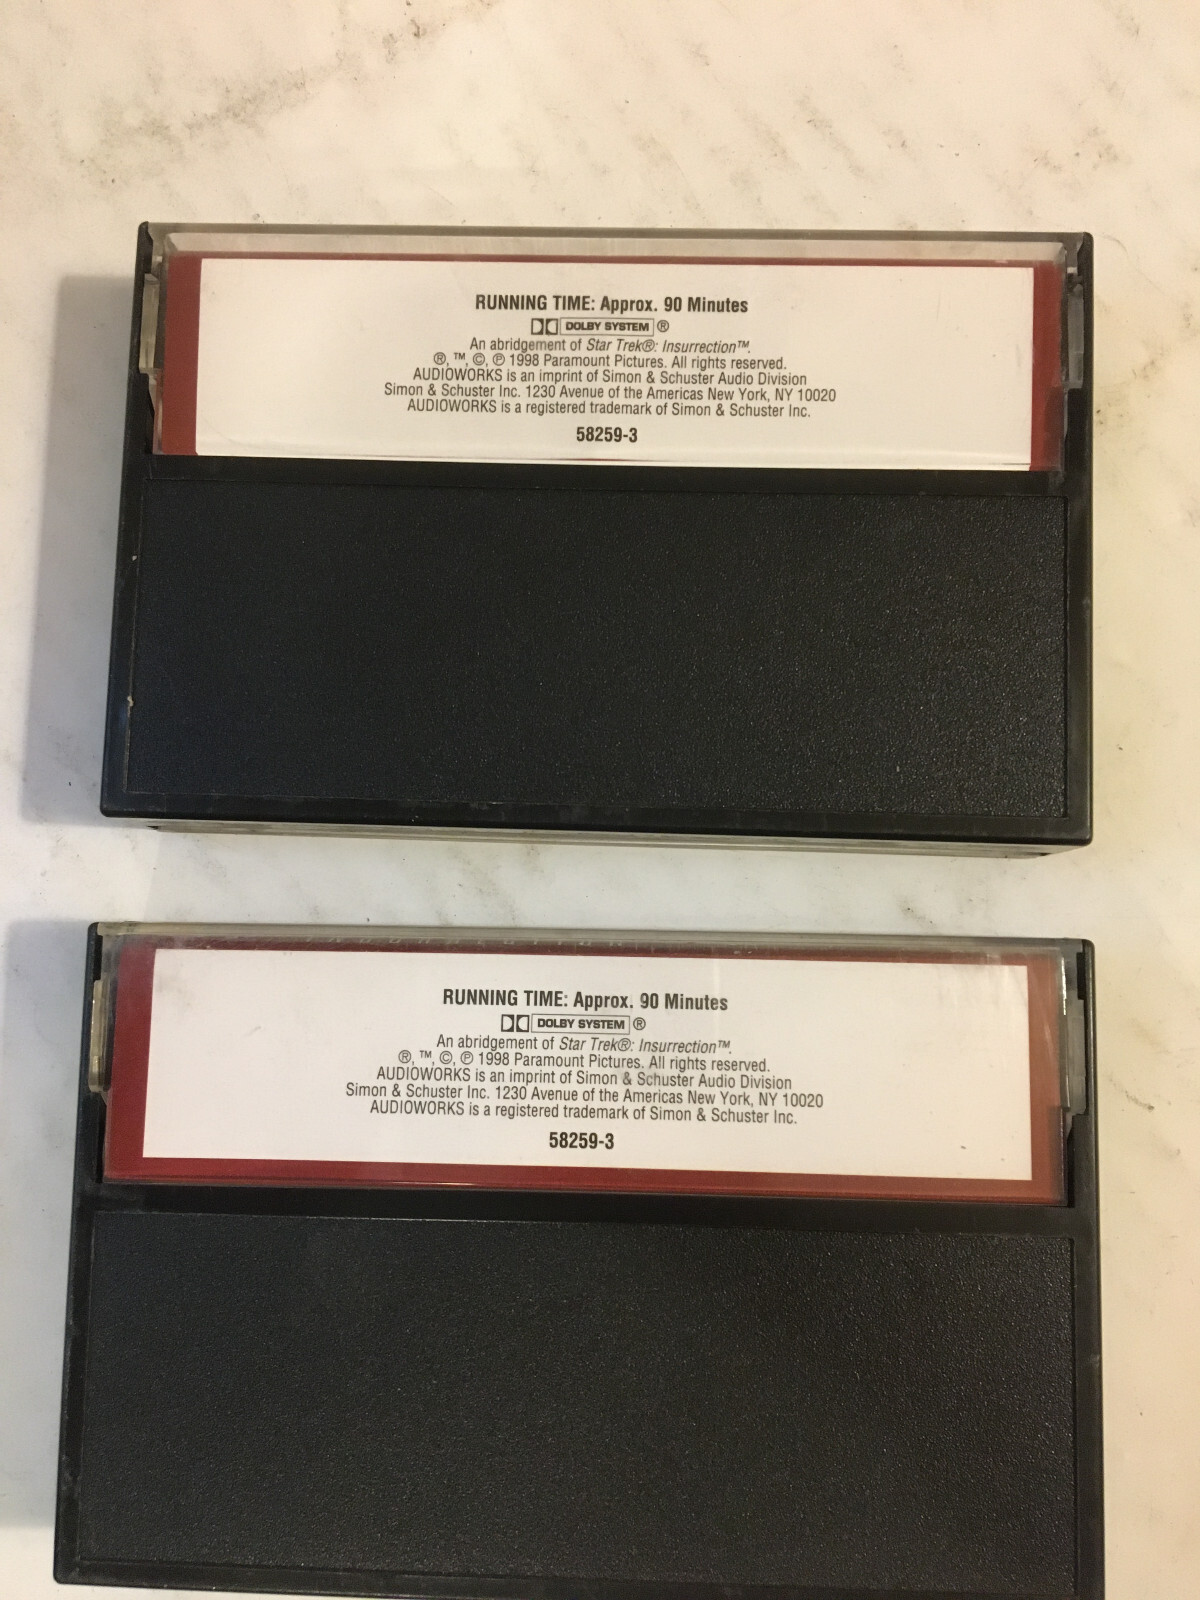 RUNNING TIME: Approx. 90 Minutes
DOLBY SYSTEM ®
An abridgement of Star Trek®: Insurrection™.
®, ™, ©, ℗ 1998 Paramount Pictures. All rights reserved.
AUDIOWORKS is an imprint of Simon & Schuster Audio Division
Simon & Schuster Inc. 1230 Avenue of the Americas New York, NY 10020
AUDIOWORKS is a registered trademark of Simon & Schuster Inc.
58259-3
RUNNING TIME: Approx. 90 Minutes
DOLBY SYSTEM ®
An abridgement of Star Trek®: Insurrection™.
®, ™, ©, ℗ 1998 Paramount Pictures. All rights reserved.
AUDIOWORKS is an imprint of Simon & Schuster Audio Division
Simon & Schuster Inc. 1230 Avenue of the Americas New York, NY 10020
AUDIOWORKS is a registered trademark of Simon & Schuster Inc.
58259-3